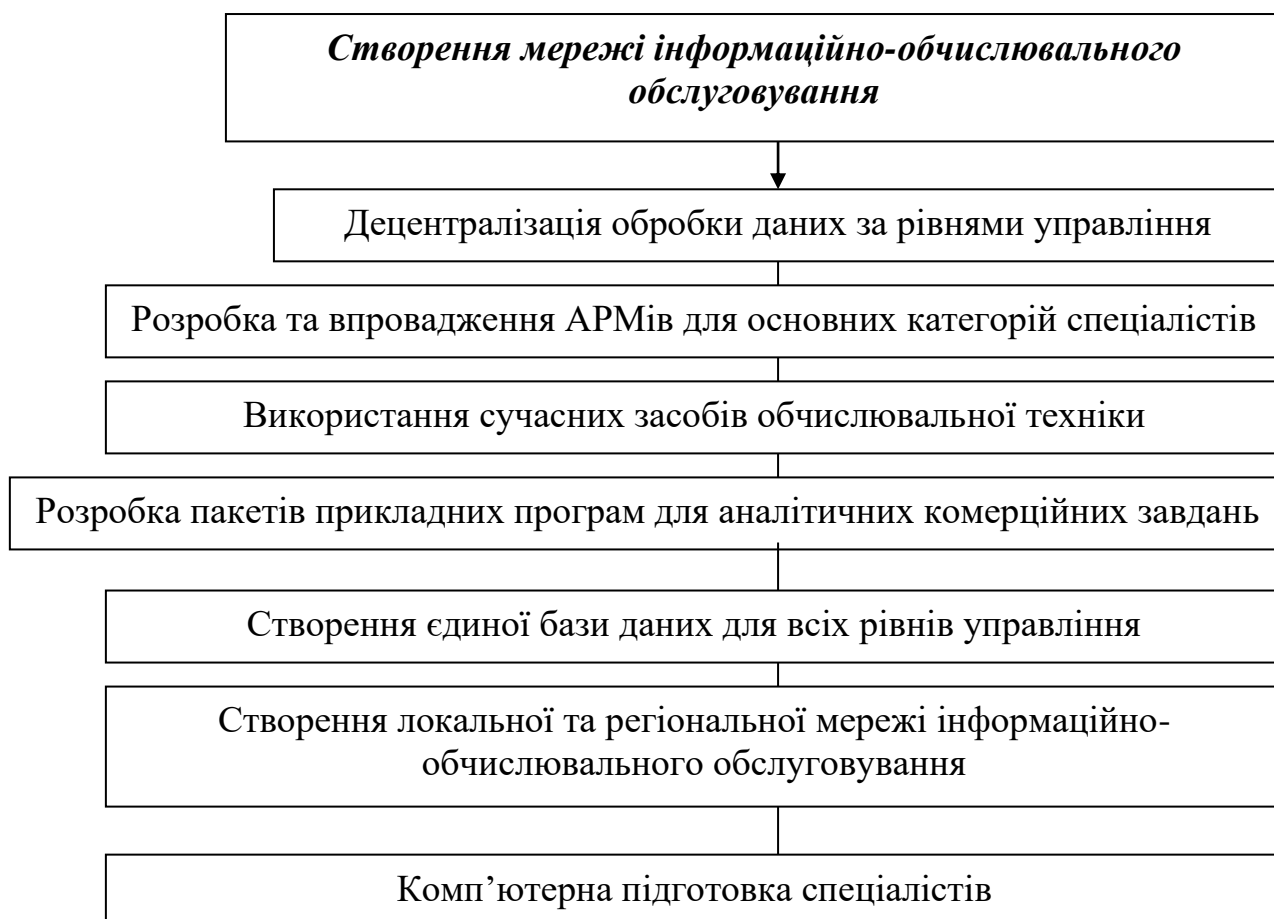 Створення мережі інформаційно-обчислювального
обслуговування
Децентралізація обробки даних за рівнями управління
Розробка та впровадження АРМів для основних категорій спеціалістів
Використання сучасних засобів обчислювальної техніки
Розробка пакетів прикладних програм для аналітичних комерційних завдань
Створення єдиної бази даних для всіх рівнів управління
Створення локальної та регіональної мережі інформаційно-
обчислювального обслуговування
Комп’ютерна підготовка спеціалістів